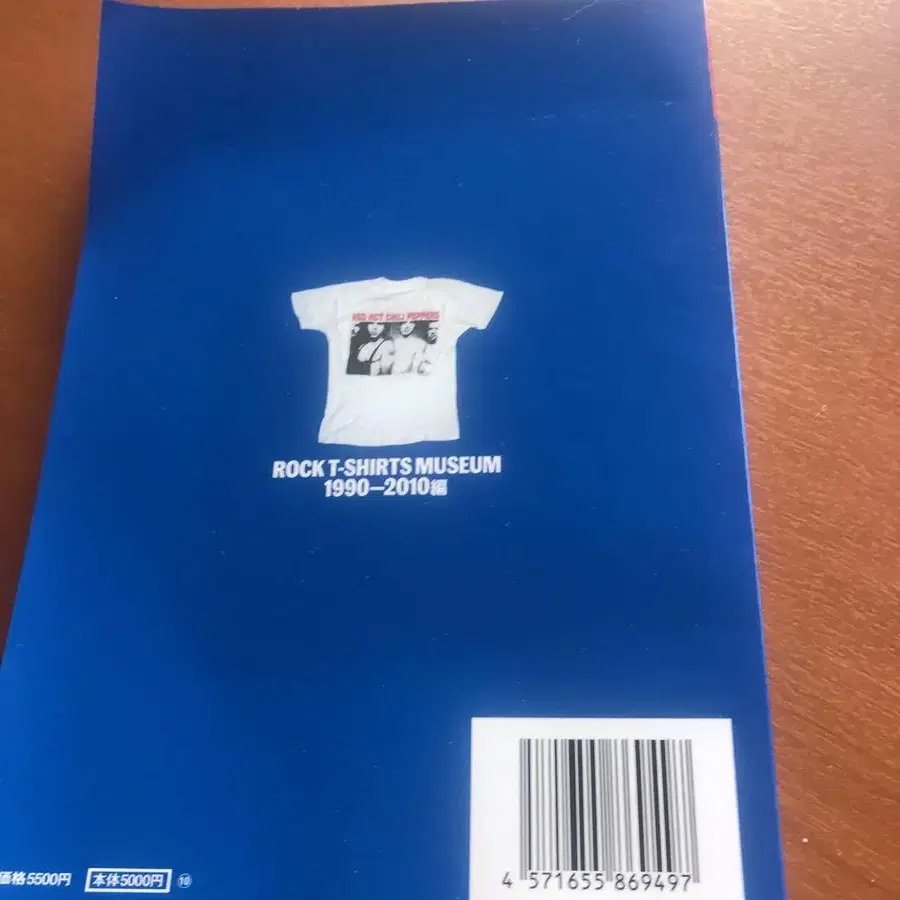 RED HOT CHILI PEPPERS
ROCK T-SHIRTS MUSEUM
1990–2010編
4 571655 869497
価格5500円 本体5000円 ⑩